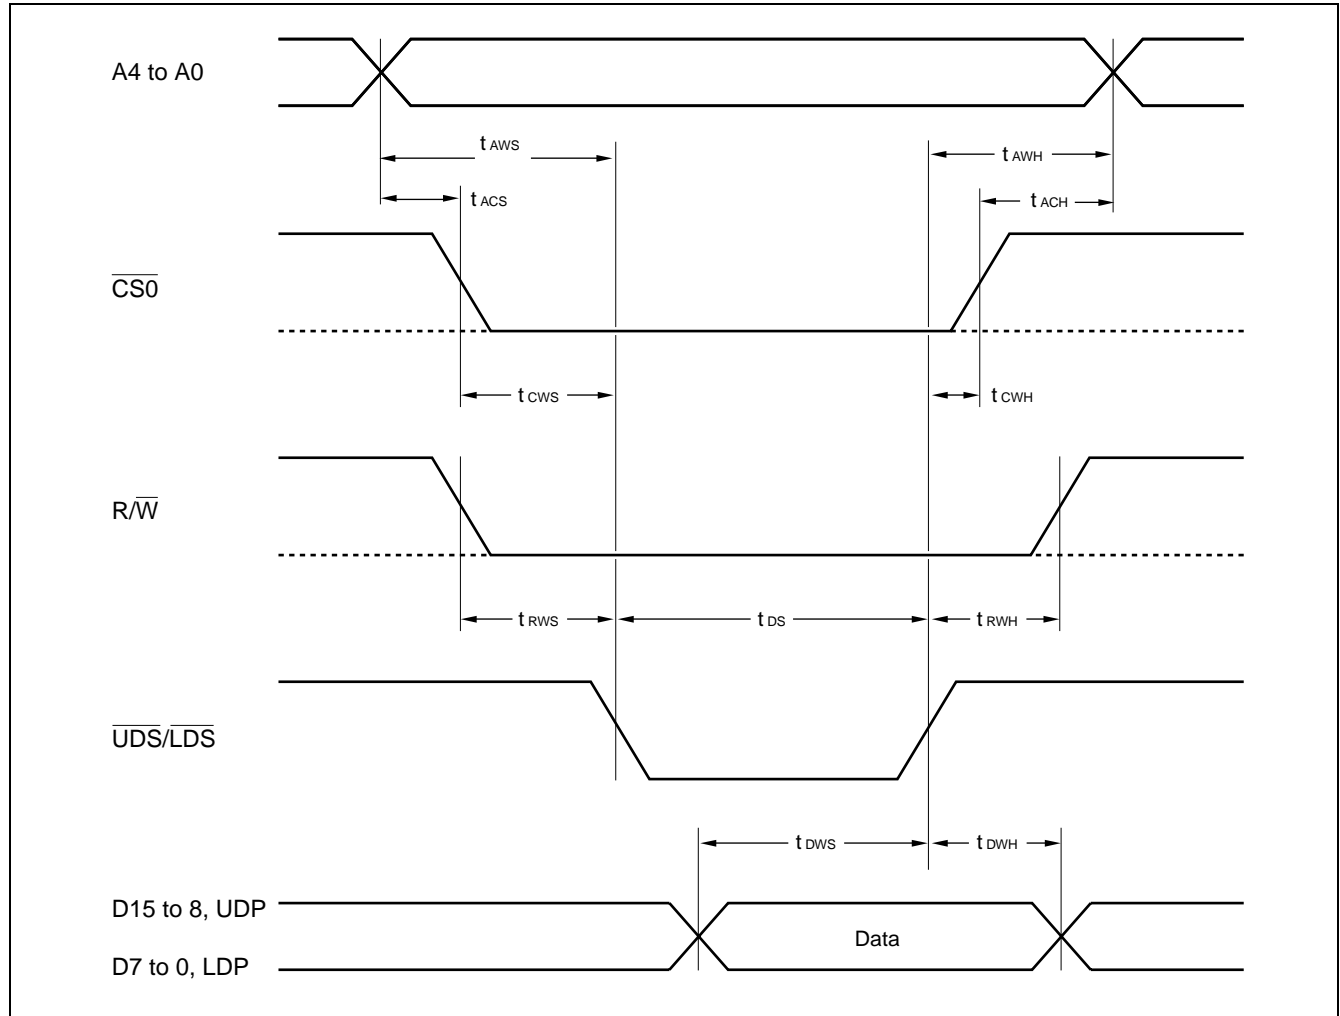 A4 to A0
t AWS
t AWH
t ACS
t ACH
CS0
t CWS
t CWH
R/W
t RWS
t DS
t RWH
UDS/LDS
t DWS
t DWH
D15 to 8, UDP
Data
D7 to 0, LDP